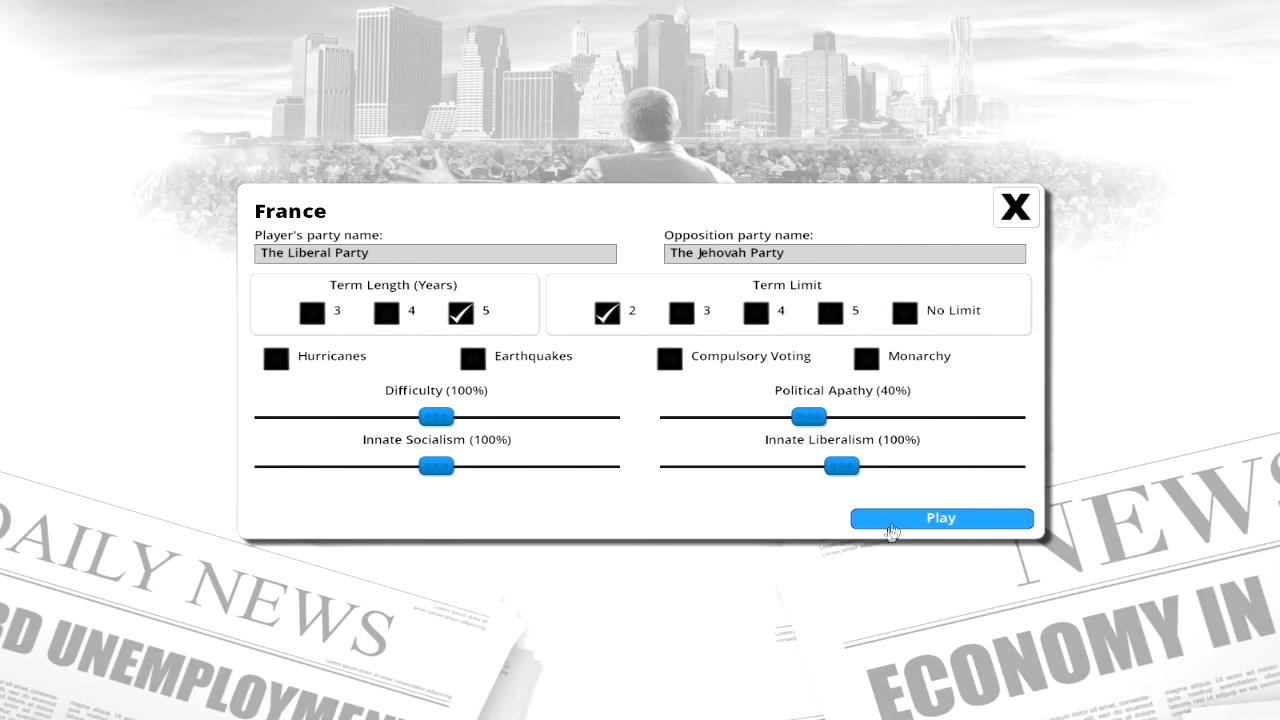 France
X
Player's party name:
Opposition party name:
The Liberal Party
The Jehovah Party
Term Length (Years)
Term Limit
3 4 5
2 3 4 5 No Limit
Hurricanes Earthquakes Compulsory Voting Monarchy
Difficulty (100%)
Political Apathy (40%)
Innate Socialism (100%)
Innate Liberalism (100%)
Play
DAILY NEWS
UNEMPLOYMEN
NEWS
ECONOMY IN